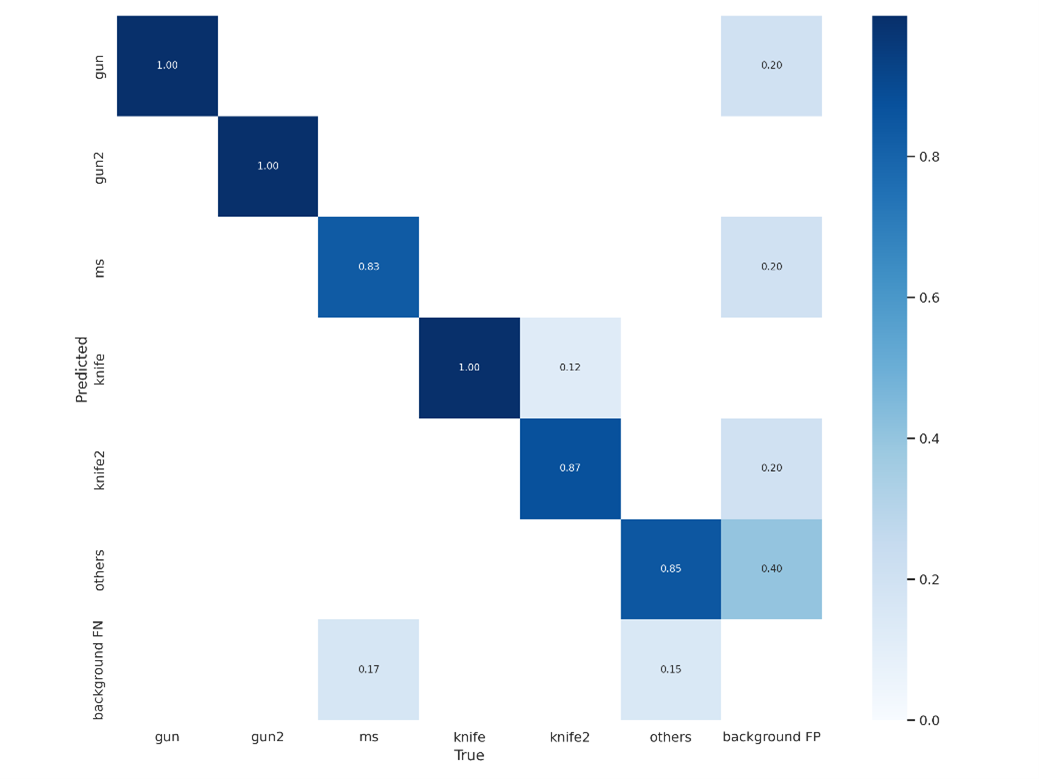 gun
1.00
0.20
gun2
1.00
0.8
ms
0.83
0.20
0.6
Predicted
knife
1.00
0.12
0.4
knife2
0.87
0.20
others
0.85
0.40
0.2
background FN
0.17
0.15
0.0
gun gun2 ms knife knife2 others background FP
True